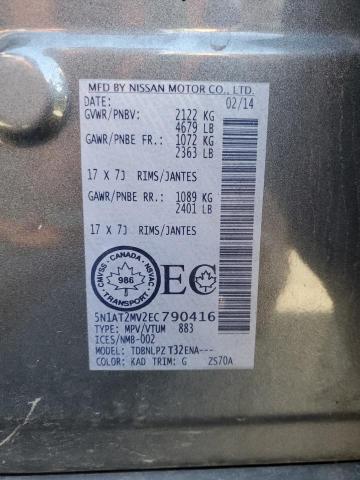 MFD BY NISSAN MOTOR CO., LTD.
DATE: 02/14
GVWR/PNBV: 2122 KG
4679 LB
GAWR/PNBE FR.: 1072 KG
2363 LB
17 X 7J RIMS/JANTES
GAWR/PNBE RR.: 1089 KG
2401 LB
17 X 7J RIMS/JANTES
CMVSS - CANADA - NSVAC
986
TRANSPORT
EC
5N1AT2MV2EC790416
TYPE: MPV/VTUM 883
ICES/NMB-002
MODEL: TDBNLPZ T32ENA---
COLOR: KAD TRIM: G ZS70A